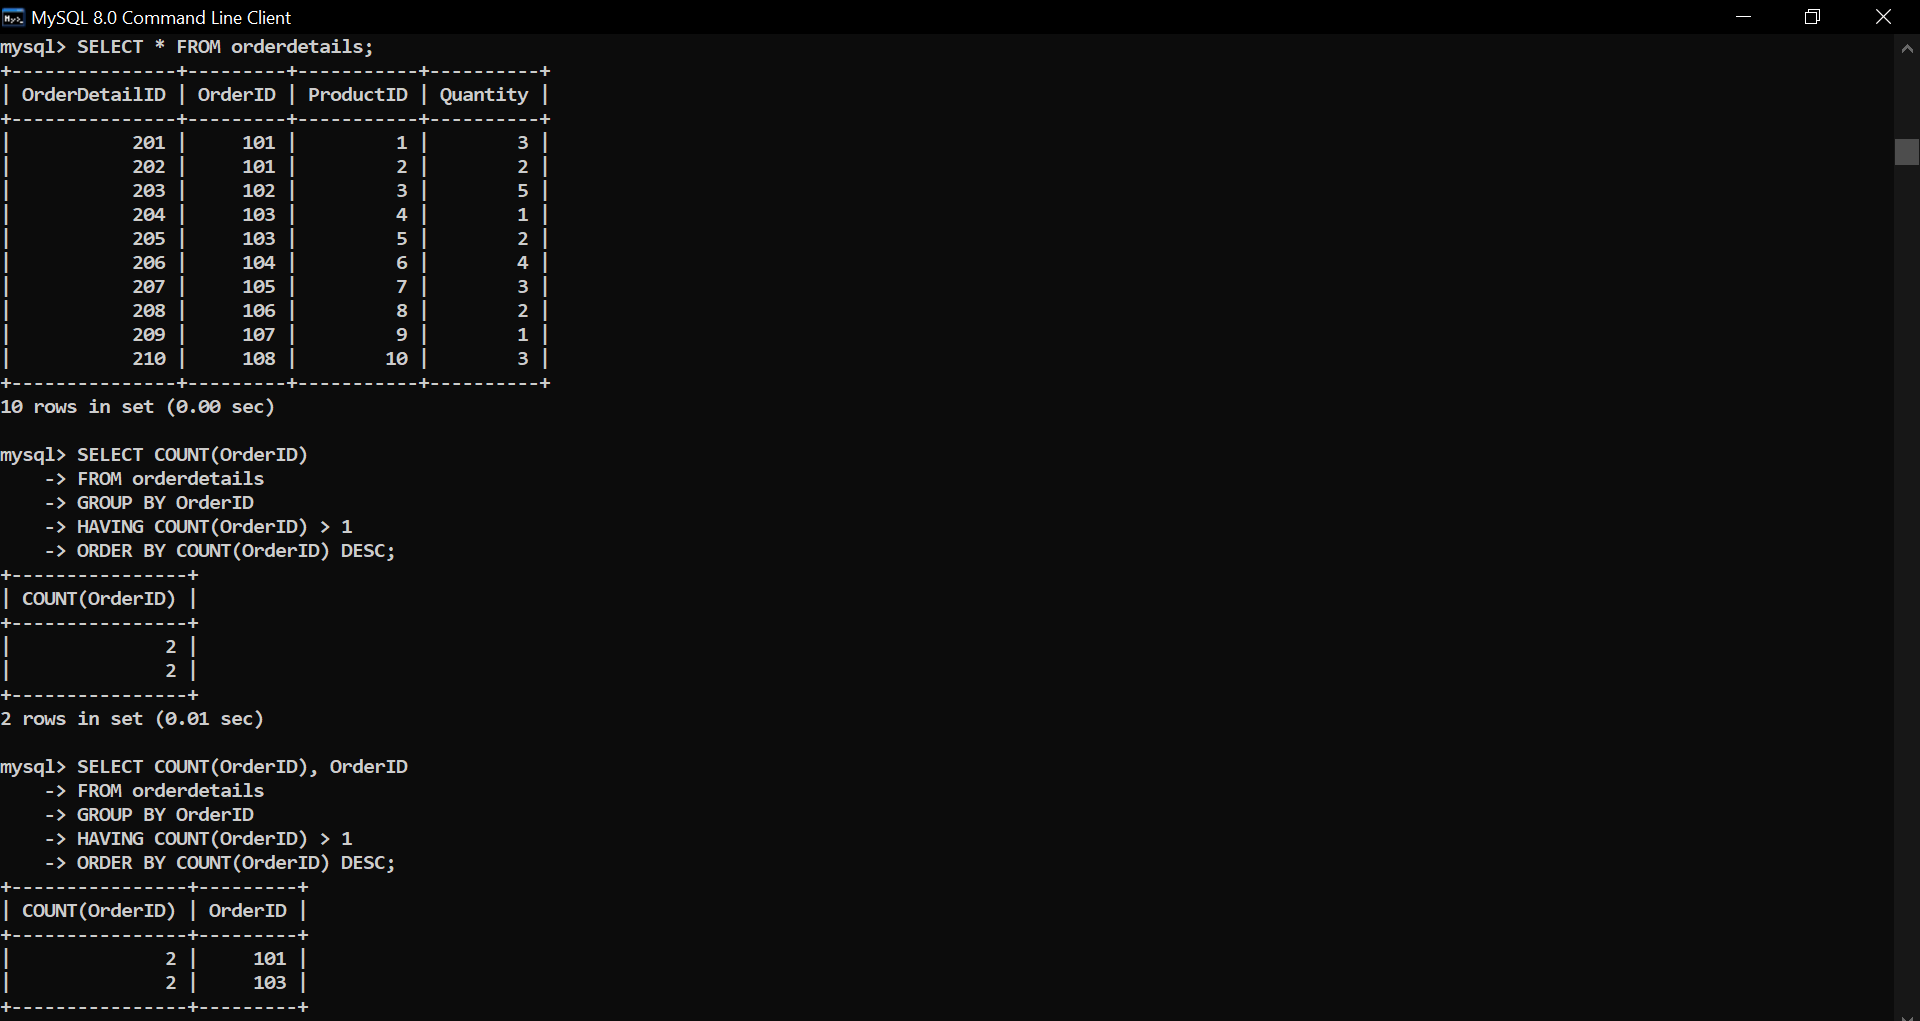 MySQL 8.0 Command Line Client
mysql> SELECT * FROM orderdetails;
+---------------+---------+-----------+----------+
| OrderDetailID | OrderID | ProductID | Quantity |
+---------------+---------+-----------+----------+
|           201 |     101 |         1 |        3 |
|           202 |     101 |         2 |        2 |
|           203 |     102 |         3 |        5 |
|           204 |     103 |         4 |        1 |
|           205 |     103 |         5 |        2 |
|           206 |     104 |         6 |        4 |
|           207 |     105 |         7 |        3 |
|           208 |     106 |         8 |        2 |
|           209 |     107 |         9 |        1 |
|           210 |     108 |        10 |        3 |
+---------------+---------+-----------+----------+
10 rows in set (0.00 sec)

mysql> SELECT COUNT(OrderID)
    -> FROM orderdetails
    -> GROUP BY OrderID
    -> HAVING COUNT(OrderID) > 1
    -> ORDER BY COUNT(OrderID) DESC;
+----------------+
| COUNT(OrderID) |
+----------------+
|              2 |
|              2 |
+----------------+
2 rows in set (0.01 sec)

mysql> SELECT COUNT(OrderID), OrderID
    -> FROM orderdetails
    -> GROUP BY OrderID
    -> HAVING COUNT(OrderID) > 1
    -> ORDER BY COUNT(OrderID) DESC;
+----------------+---------+
| COUNT(OrderID) | OrderID |
+----------------+---------+
|              2 |     101 |
|              2 |     103 |
+----------------+---------+